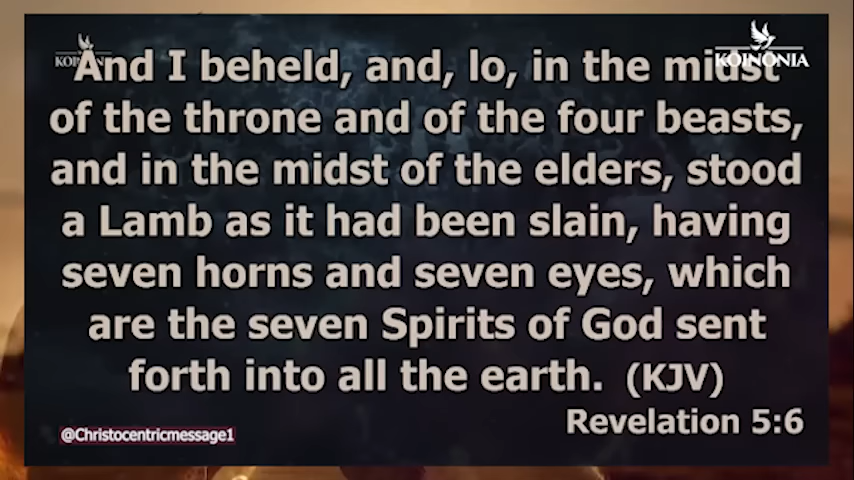 KOINONIA
And I beheld, and, lo, in the midst
of the throne and of the four beasts,
and in the midst of the elders, stood
a Lamb as it had been slain, having
seven horns and seven eyes, which
are the seven Spirits of God sent
forth into all the earth. (KJV)
Revelation 5:6
@Christocentricmessage1